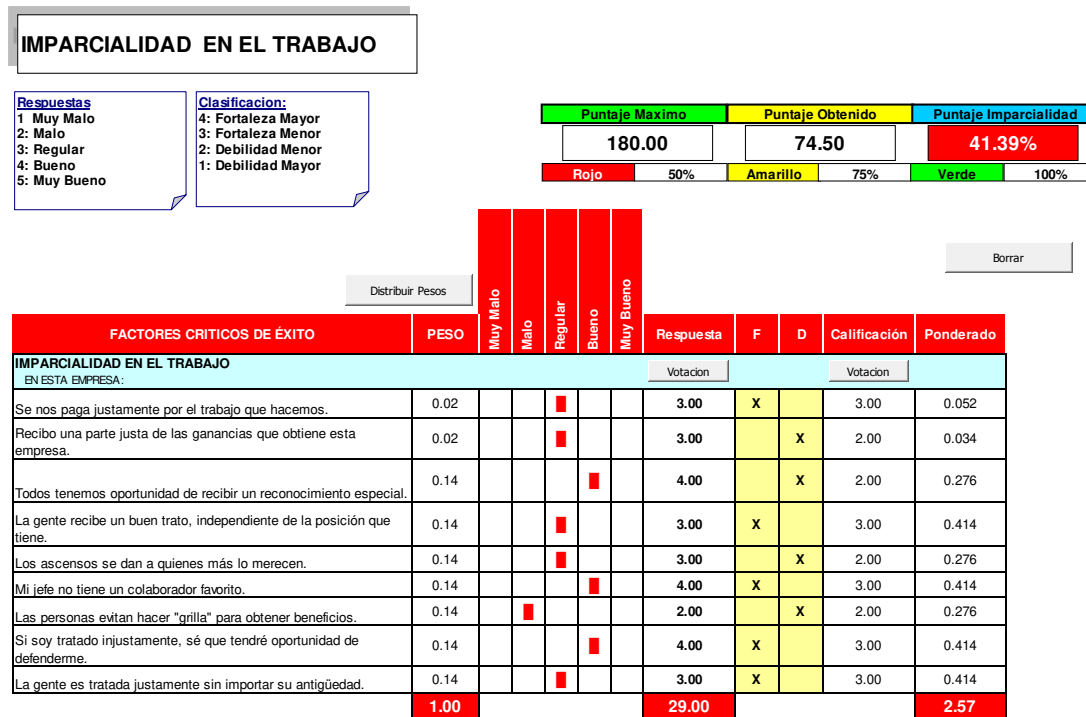 IMPARCIALIDAD EN EL TRABAJO
Respuestas
1 Muy Malo
2: Malo
3: Regular
4: Bueno
5: Muy Bueno
Clasificacion:
4: Fortaleza Mayor
3: Fortaleza Menor
2: Debilidad Menor
1: Debilidad Mayor
Puntaje Maximo Puntaje Obtenido Puntaje Imparcialidad
180.00 74.50 41.39%
Rojo 50% Amarillo 75% Verde 100%
Borrar
Distribuir Pesos
FACTORES CRITICOS DE ÉXITO PESO Muy Malo Malo Regular Bueno Muy Bueno Respuesta F D Calificación Ponderado
IMPARCIALIDAD EN EL TRABAJO
EN ESTA EMPRESA: Votacion Votacion
Se nos paga justamente por el trabajo que hacemos. 0.02 3.00 X 3.00 0.052
Recibo una parte justa de las ganancias que obtiene esta
empresa. 0.02 3.00 X 2.00 0.034
Todos tenemos oportunidad de recibir un reconocimiento especial. 0.14 4.00 X 2.00 0.276
La gente recibe un buen trato, independiente de la posición que
tiene. 0.14 3.00 X 3.00 0.414
Los ascensos se dan a quienes más lo merecen. 0.14 3.00 X 2.00 0.276
Mi jefe no tiene un colaborador favorito. 0.14 4.00 X 3.00 0.414
Las personas evitan hacer "grilla" para obtener beneficios. 0.14 2.00 X 2.00 0.276
Si soy tratado injustamente, sé que tendré oportunidad de
defenderme. 0.14 4.00 X 3.00 0.414
La gente es tratada justamente sin importar su antigüedad. 0.14 3.00 X 3.00 0.414
1.00 29.00 2.57